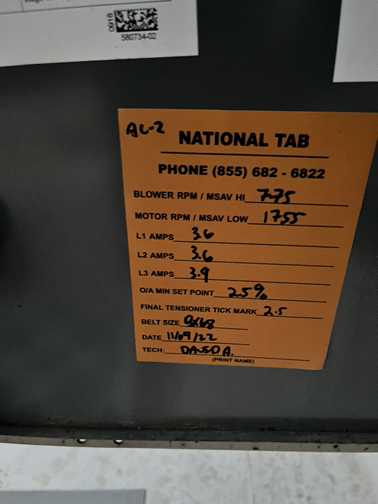 0918
580734-02
AC-2
NATIONAL TAB
PHONE (855) 682 - 6822
BLOWER RPM / MSAV HI 775
MOTOR RPM / MSAV LOW 1755
L1 AMPS 3.6
L2 AMPS 3.6
L3 AMPS 3.9
O/A MIN SET POINT 25%
FINAL TENSIONER TICK MARK 2.5
BELT SIZE
DATE 11/09/22
TECH:
(PRINT NAME)